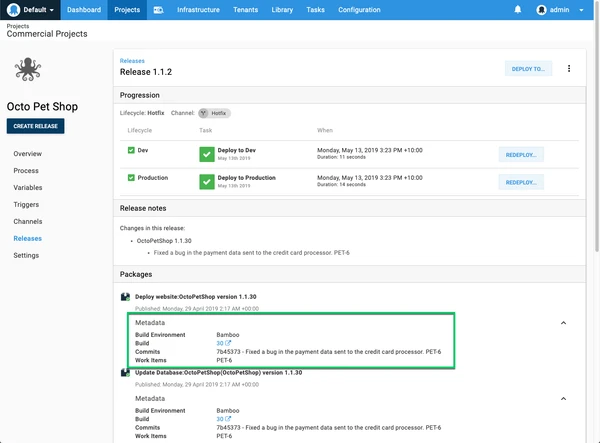 Default Dashboard Projects Infrastructure Tenants Library Tasks Configuration admin
Projects
Commercial Projects
Octo Pet Shop
CREATE RELEASE
Overview
Process
Variables
Triggers
Channels
Releases
Settings
Releases
Release 1.1.2
DEPLOY TO...
Progression
Lifecycle: Hotfix Channel: Hotfix
Lifecycle Task When
Dev Deploy to Dev Monday, May 13, 2019 3:23 PM +10:00 REDEPLOY...
May 13th 2019 Duration: 11 seconds
Production Deploy to Production Monday, May 13, 2019 3:23 PM +10:00 REDEPLOY...
May 13th 2019 Duration: 14 seconds
Release notes
Changes in this release:
• OctoPetShop 1.1.30
• Fixed a bug in the payment data sent to the credit card processor. PET-6
Packages
Deploy website:OctoPetShop version 1.1.30
Published: Monday, 29 April 2019 2:17 AM +00:00
Metadata
Build Environment Bamboo
Build 30
Commits 7b45373 - Fixed a bug in the payment data sent to the credit card processor. PET-6
Work Items PET-6
Update Database:OctoPetShop(OctoPetShop) version 1.1.30
Published: Monday, 29 April 2019 2:17 AM +00:00
Metadata
Build Environment Bamboo
Build 30
Commits 7b45373 - Fixed a bug in the payment data sent to the credit card processor. PET-6
Work Items PET-6